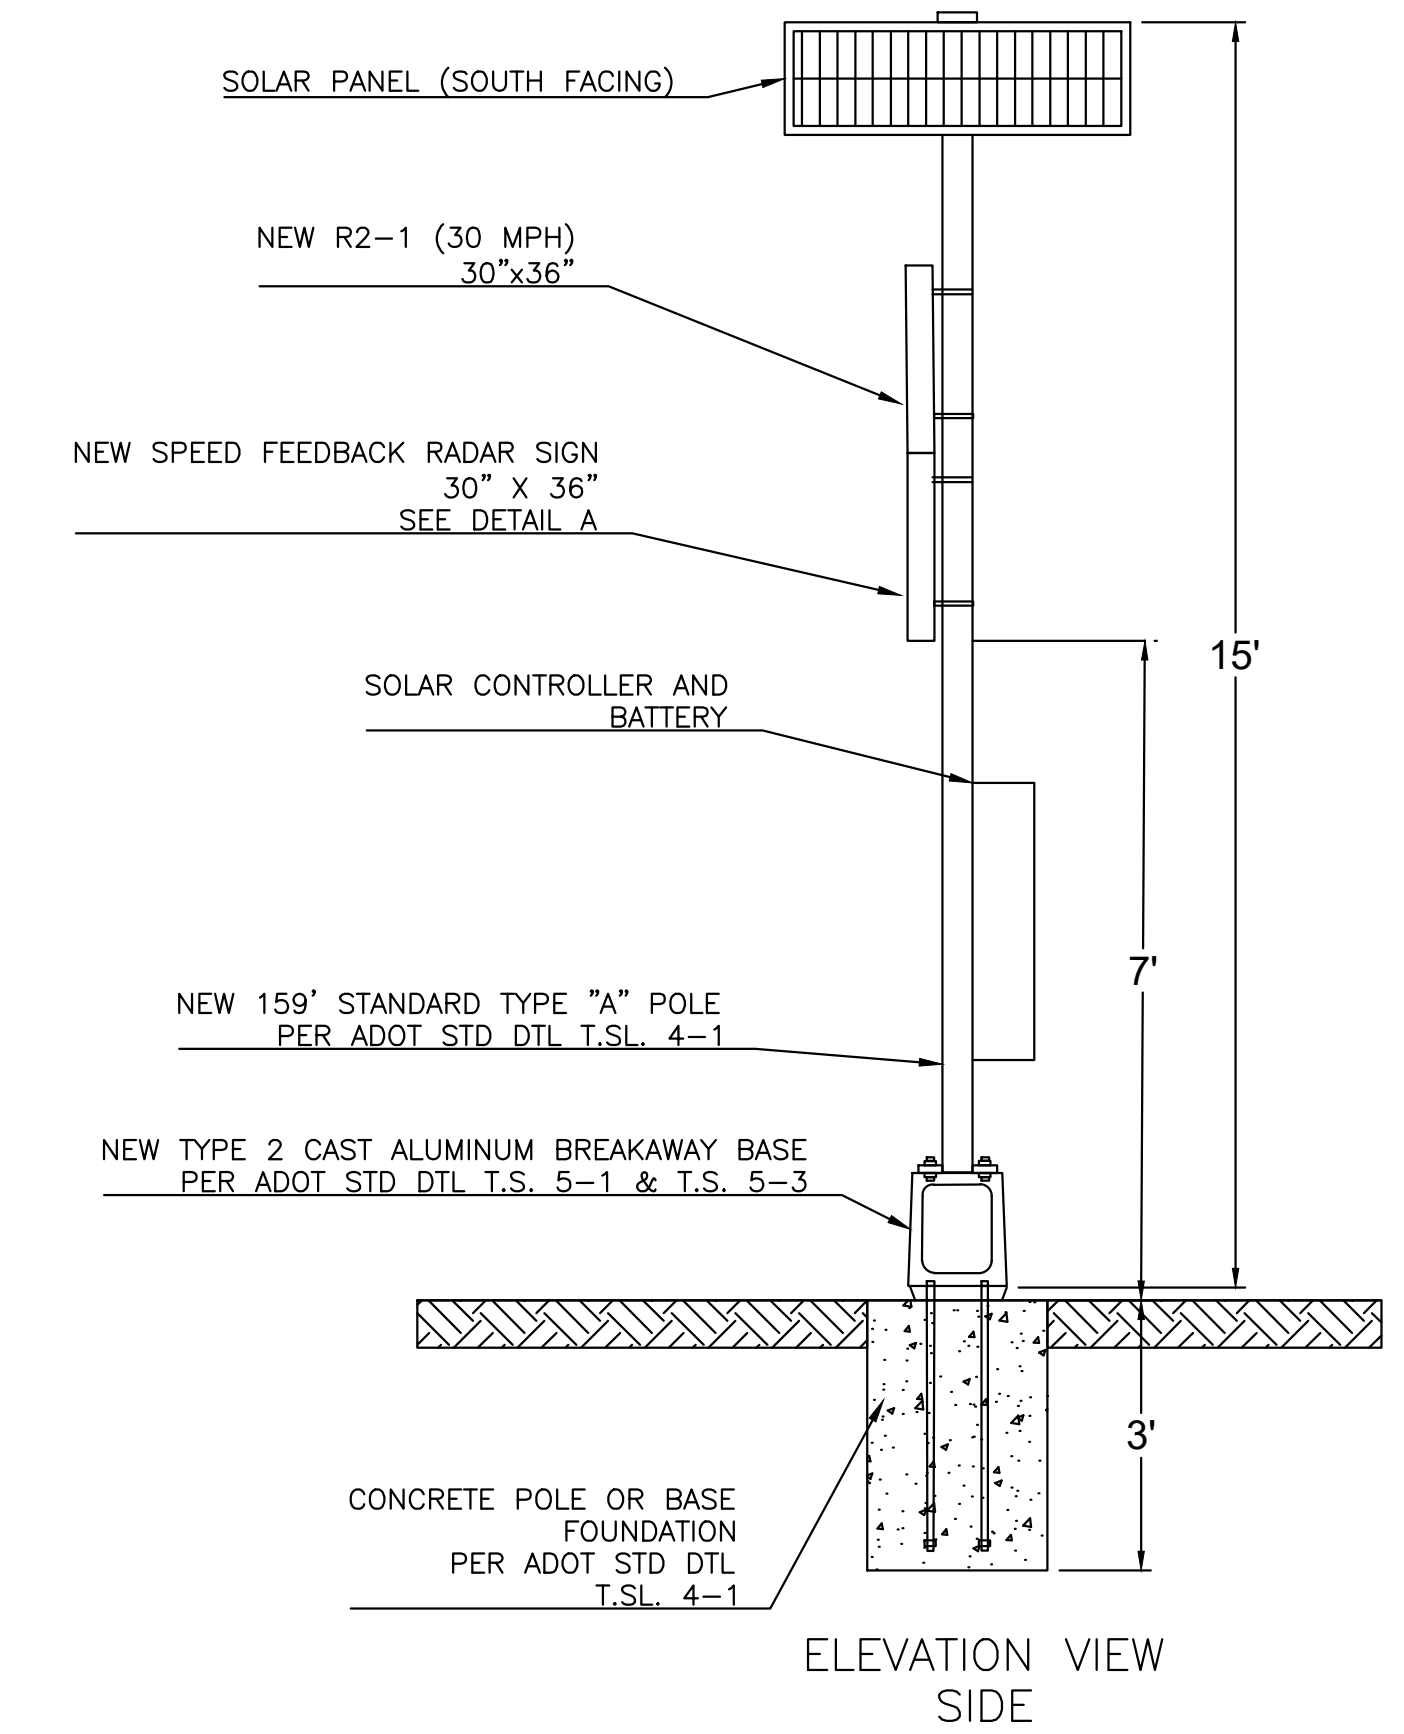 SOLAR PANEL (SOUTH FACING)
NEW R2-1 (30 MPH)
30"x36"
NEW SPEED FEEDBACK RADAR SIGN
30" X 36"
SEE DETAIL A
15'
SOLAR CONTROLLER AND
BATTERY
7'
NEW 159' STANDARD TYPE "A" POLE
PER ADOT STD DTL T.SL. 4-1
NEW TYPE 2 CAST ALUMINUM BREAKAWAY BASE
PER ADOT STD DTL T.S. 5-1 & T.S. 5-3
3'
CONCRETE POLE OR BASE
FOUNDATION
PER ADOT STD DTL
T.SL. 4-1
ELEVATION VIEW
SIDE